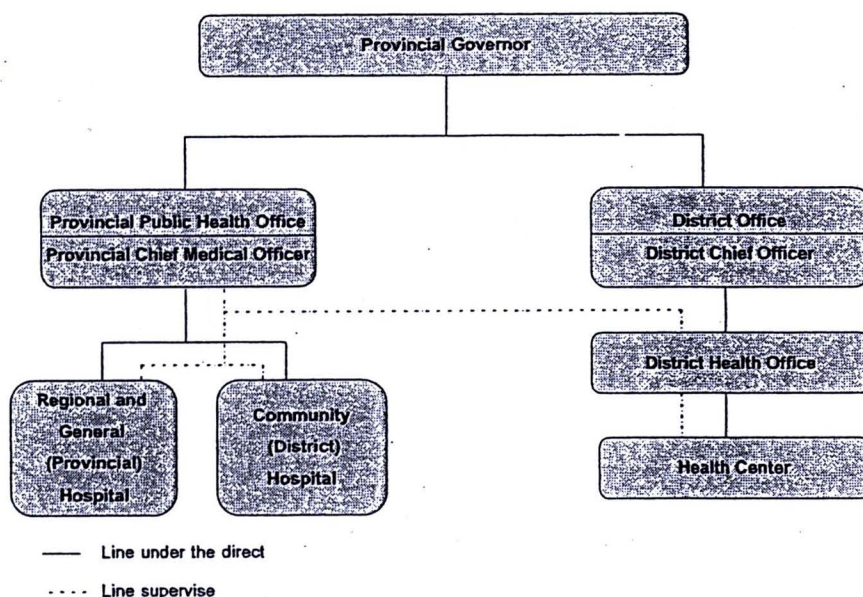 Provincial Governor
Provincial Public Health Office
Provincial Chief Medical Officer
District Office
District Chief Officer
District Health Office
Regional and
General
(Provincial)
Hospital
Community
(District)
Hospital
Health Center
Line under the direct
Line supervise